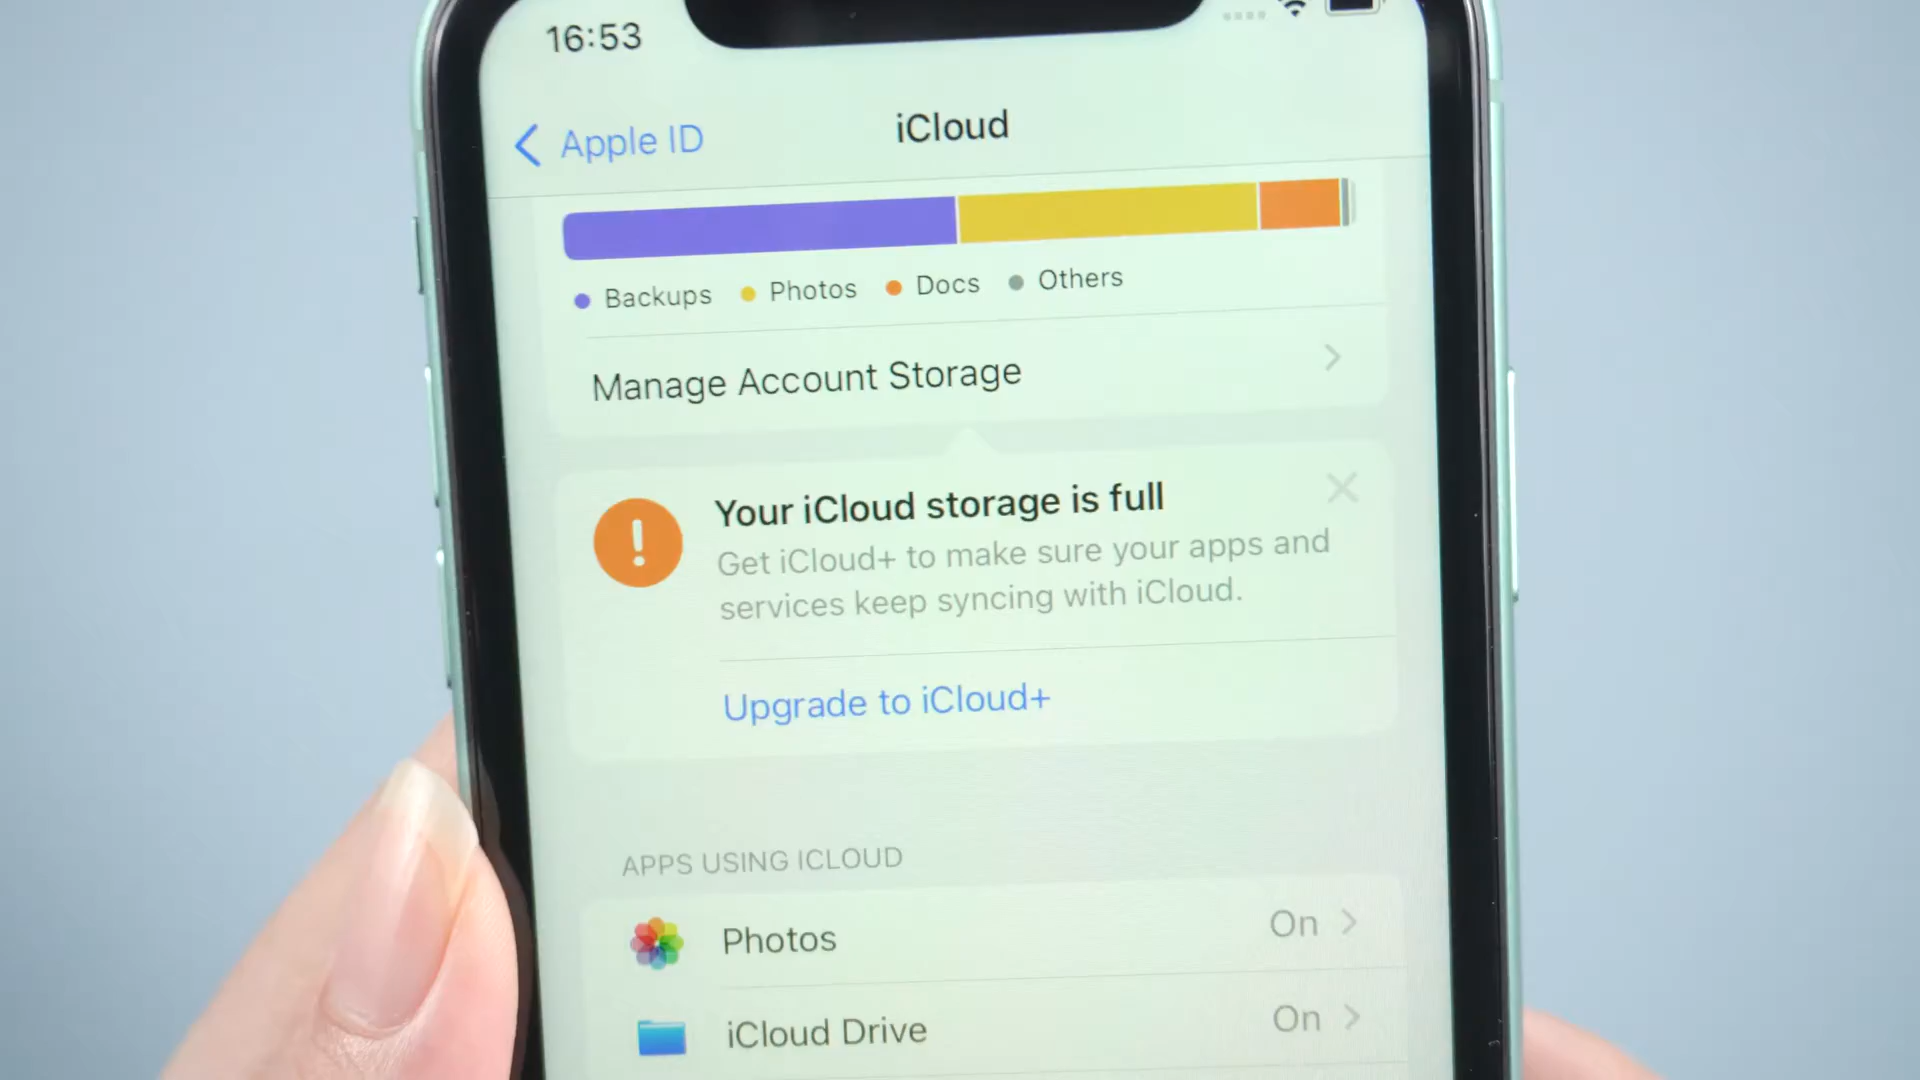 16:53
Apple ID
iCloud
Backups Photos Docs Others
Manage Account Storage
Your iCloud storage is full
Get iCloud+ to make sure your apps and
services keep syncing with iCloud.
Upgrade to iCloud+
APPS USING ICLOUD
Photos On
iCloud Drive On